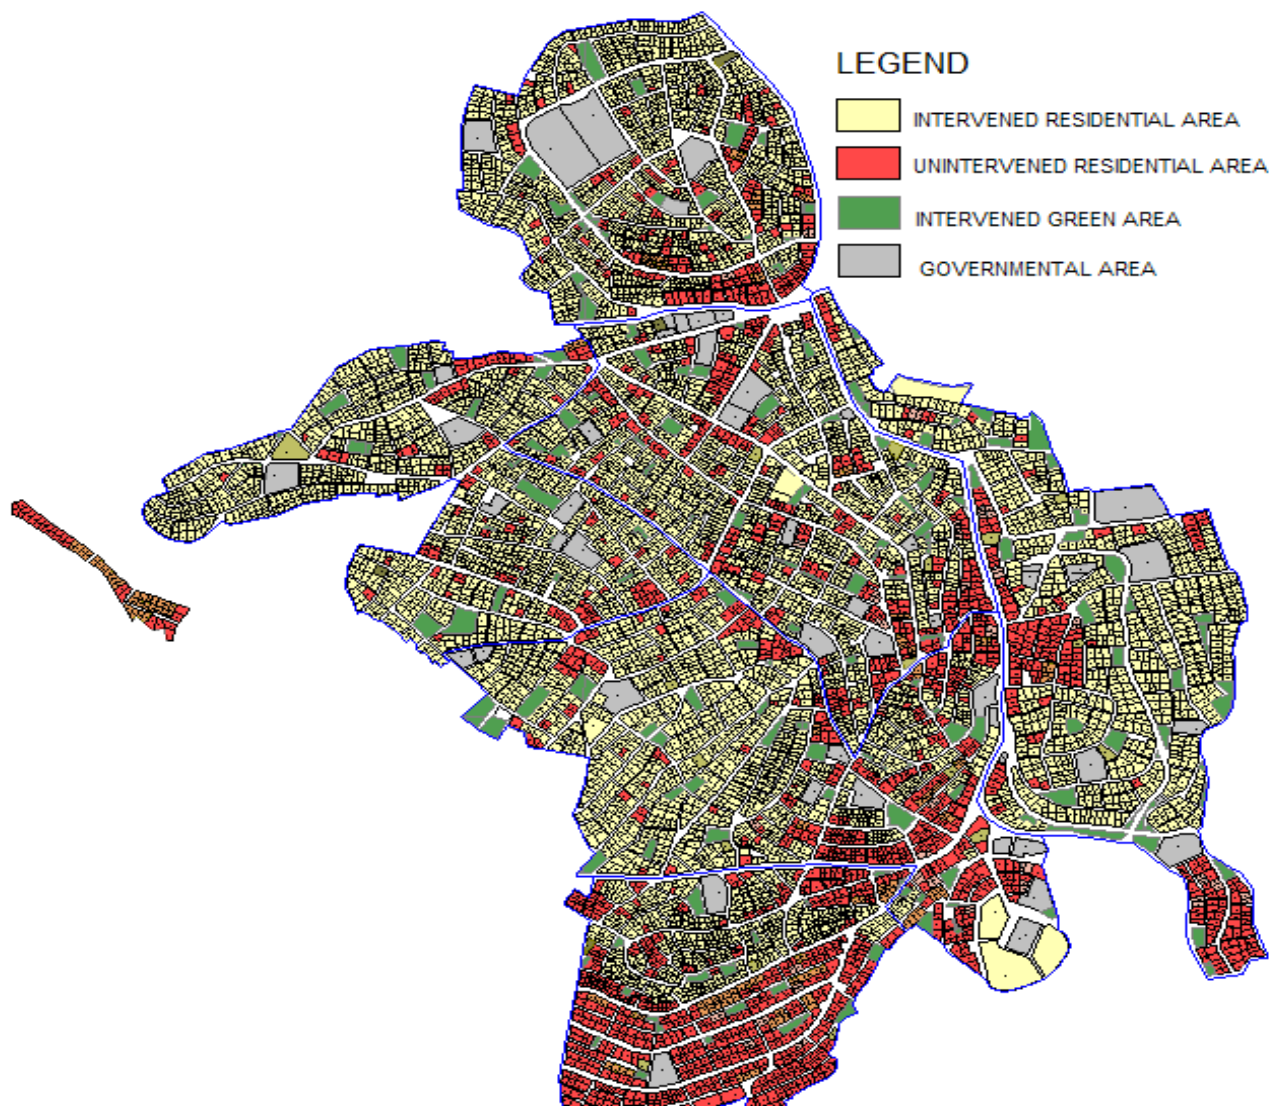 LEGEND
INTERVENED RESIDENTIAL AREA
UNINTERVENED RESIDENTIAL AREA
INTERVENED GREEN AREA
GOVERNMENTAL AREA